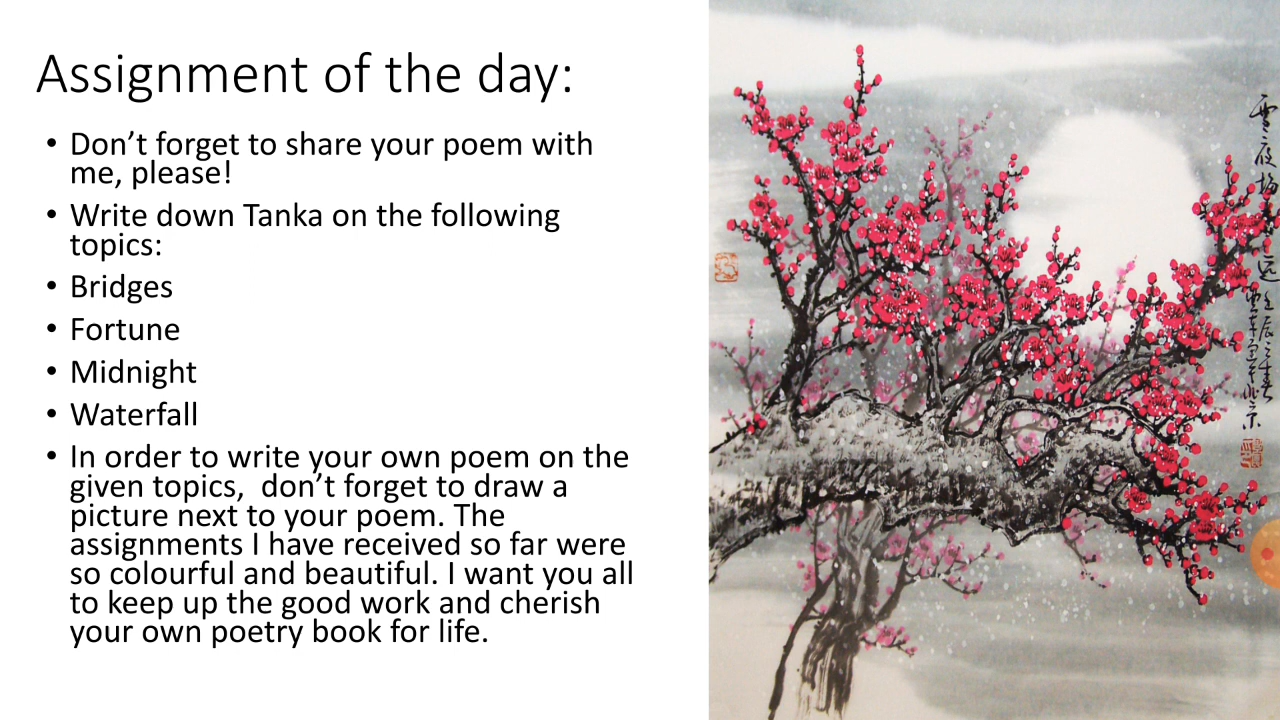 Assignment of the day:
• Don’t forget to share your poem with
me, please!
• Write down Tanka on the following
topics:
• Bridges
• Fortune
• Midnight
• Waterfall
• In order to write your own poem on the
given topics,  don’t forget to draw a
picture next to your poem. The
assignments I have received so far were
so colourful and beautiful. I want you all
to keep up the good work and cherish
your own poetry book for life.